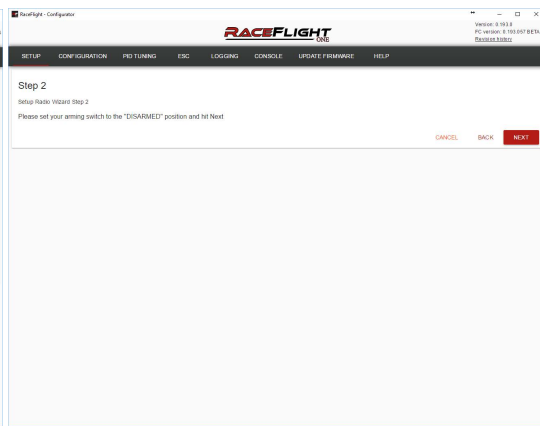 RaceFlight - Configurator
RACEFLIGHT
ONE
Version: 0.193.8
FC version: 0.193.097 BETA
Revision history
SETUP CONFIGURATION PID TUNING ESC LOGGING CONSOLE UPDATE FIRMWARE HELP
Step 2
Setup Radio Wizard Step 2
Please set your arming switch to the "DISARMED" position and hit Next
CANCEL BACK NEXT